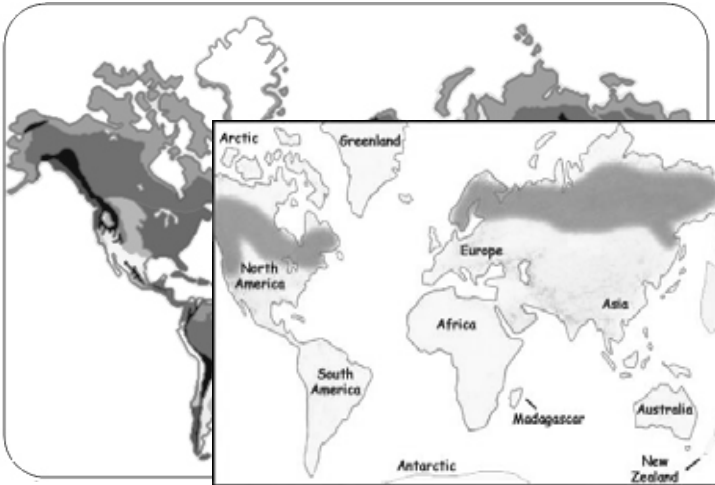 Arctic
Greenland
Europe
North
America
Asia
Africa
South
America
Madagascar
Australia
Antarctic
New
Zealand